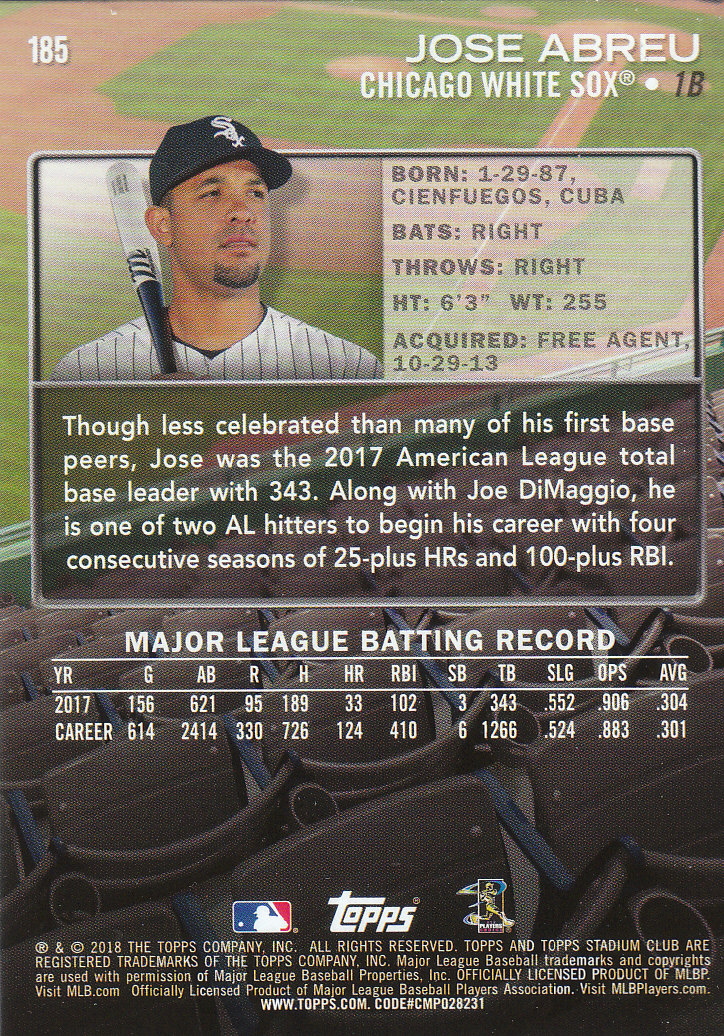 185
JOSE ABREU
CHICAGO WHITE SOX® • 1B
BORN: 1-29-87,
CIENFUEGOS, CUBA
BATS: RIGHT
THROWS: RIGHT
HT: 6'3" WT: 255
ACQUIRED: FREE AGENT,
10-29-13
Though less celebrated than many of his first base
peers, Jose was the 2017 American League total
base leader with 343. Along with Joe DiMaggio, he
is one of two AL hitters to begin his career with four
consecutive seasons of 25-plus HRs and 100-plus RBI.
MAJOR LEAGUE BATTING RECORD
YR G AB R H HR RBI SB TB SLG OPS AVG
2017 156 621 95 189 33 102 3 343 .552 .906 .304
CAREER 614 2414 330 726 124 410 6 1266 .524 .883 .301
TOPPS®
PLAYERS
® & © 2018 THE TOPPS COMPANY, INC. ALL RIGHTS RESERVED. TOPPS AND TOPPS STADIUM CLUB ARE
REGISTERED TRADEMARKS OF THE TOPPS COMPANY, INC. Major League Baseball trademarks and copyrights
are used with permission of Major League Baseball Properties, Inc. OFFICIALLY LICENSED PRODUCT OF MLBP.
Visit MLB.com Officially Licensed Product of Major League Baseball Players Association. Visit MLBPlayers.com.
WWW.TOPPS.COM. CODE#CMP028231